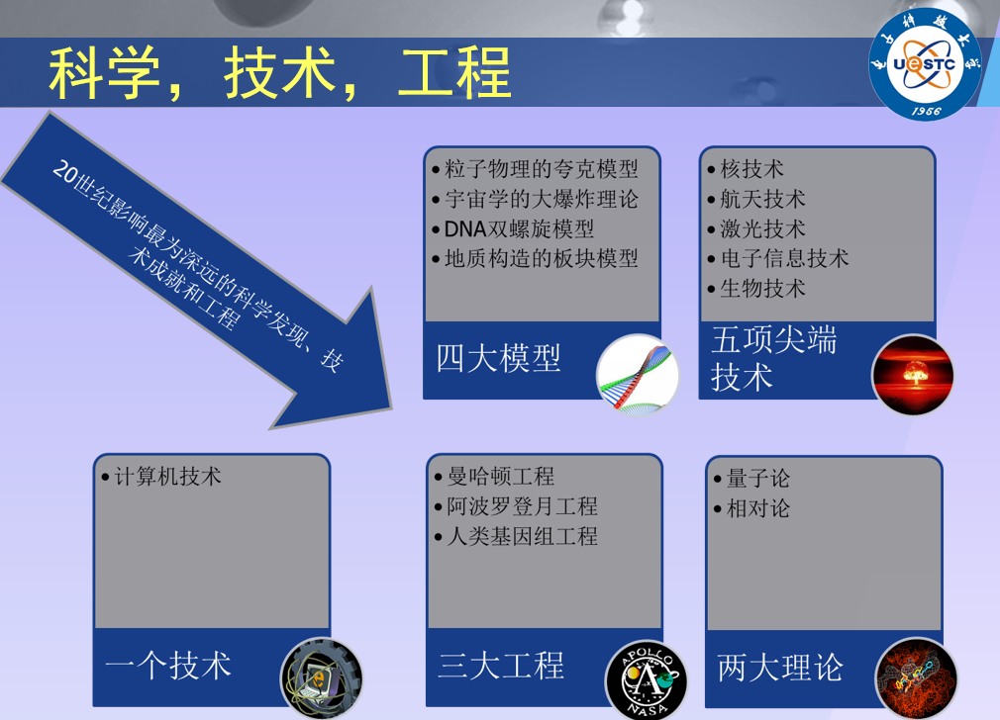 科学，技术，工程
电子科技大学
UESTC
1956
20世纪影响最为深远的科学发现、技
术成就和工程
•粒子物理的夸克模型
•宇宙学的大爆炸理论
•DNA双螺旋模型
•地质构造的板块模型
四大模型
•核技术
•航天技术
•激光技术
•电子信息技术
•生物技术
五项尖端
技术
•计算机技术
一个技术
•曼哈顿工程
•阿波罗登月工程
•人类基因组工程
三大工程
APOLLO
A
NASA
•量子论
•相对论
两大理论